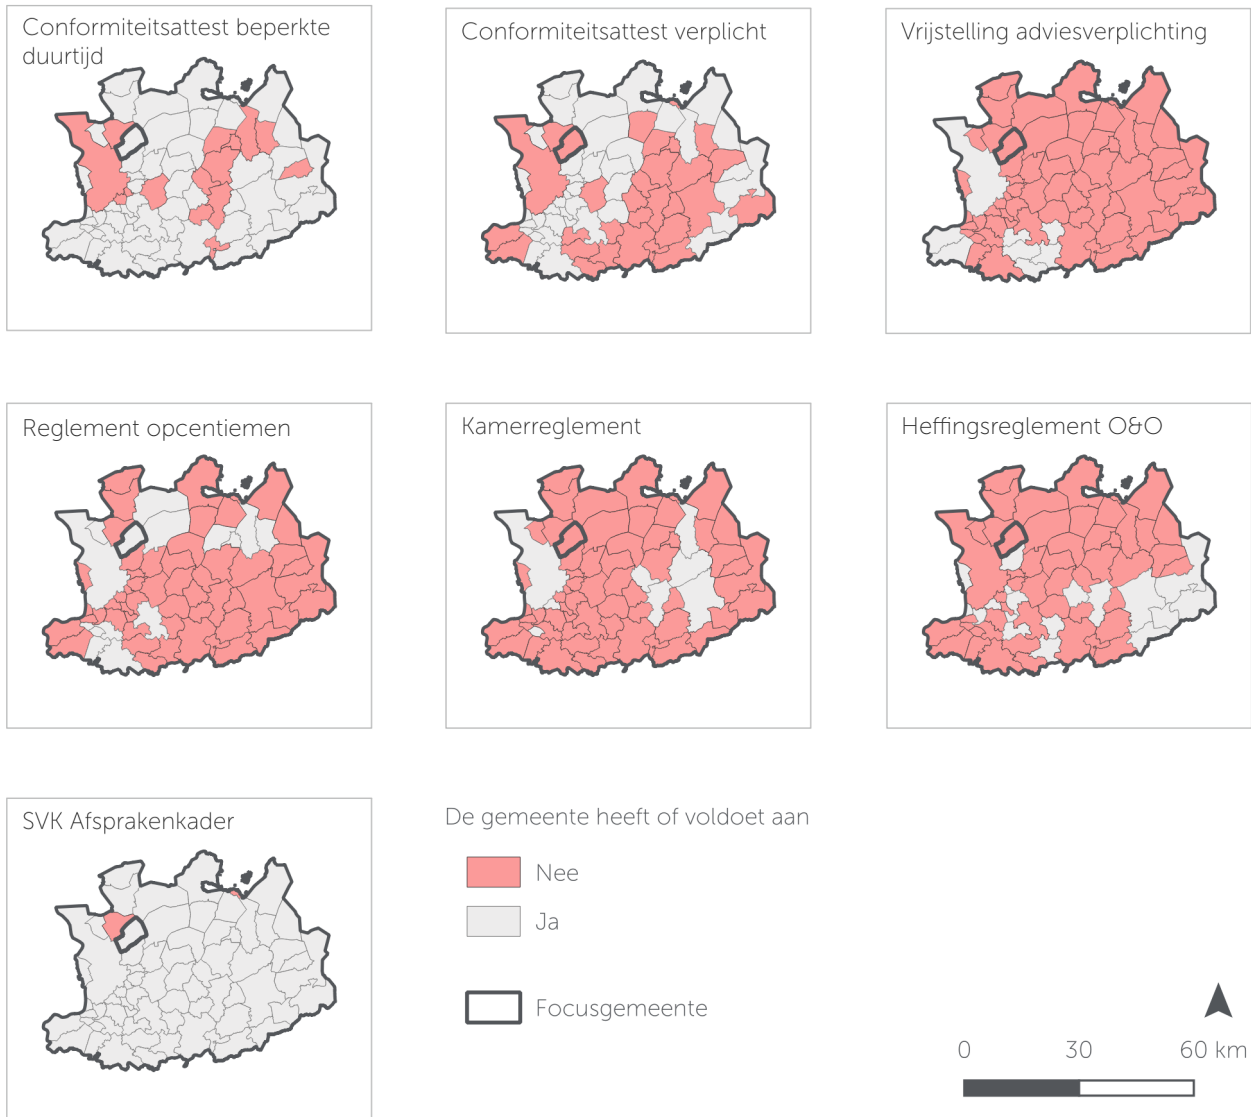 Conformiteitsattest beperkte
duurtijd
Conformiteitsattest verplicht
Vrijstelling adviesverplichting
Reglement opcentiemen
Kamerreglement
Heffingsreglement O&O
SVK Afsprakenkader
De gemeente heeft of voldoet aan
Nee
Ja
Focusgemeente
0 30 60 km